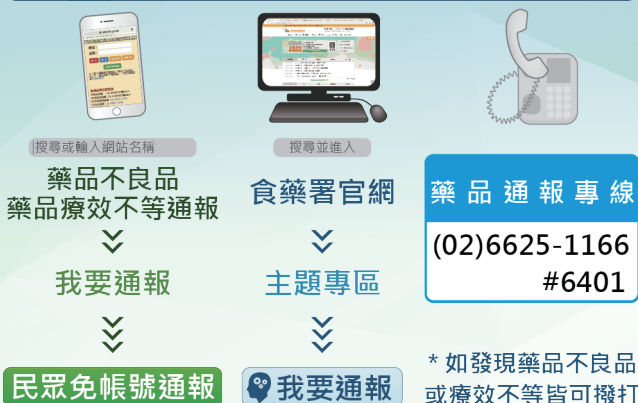 搜尋或輸入網站名稱
藥品不良品
藥品療效不等通報
我要通報
民眾免帳號通報
搜尋並進入
食藥署官網
主題專區
我要通報
藥品通報專線
(02)6625-1166
#6401
*如發現藥品不良品
或療效不等皆可撥打